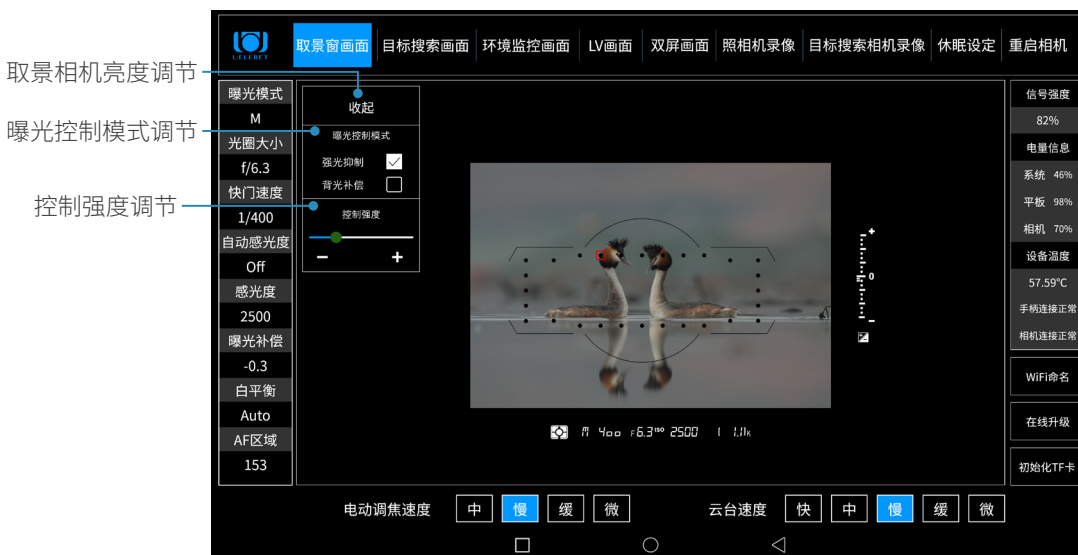 UELEBET
取景窗画面 目标搜索画面 环境监控画面 LV画面 双屏画面 照相机录像 目标搜索相机录像 休眠设定 重启相机
取景相机亮度调节
曝光控制模式调节
控制强度调节
曝光模式
M
光圈大小
f/6.3
快门速度
1/400
自动感光度
Off
感光度
2500
曝光补偿
-0.3
白平衡
Auto
AF区域
153
收起
曝光控制模式
强光抑制
背光补偿
控制强度
− +
+
0
−
M 400 F6.3 ISO 2500 1 1.11K
信号强度
82%
电量信息
系统 46%
平板 98%
相机 70%
设备温度
57.59°C
手柄连接正常
相机连接正常
WiFi命名
在线升级
初始化TF卡
电动调焦速度 中 慢 缓 微 云台速度 快 中 慢 缓 微